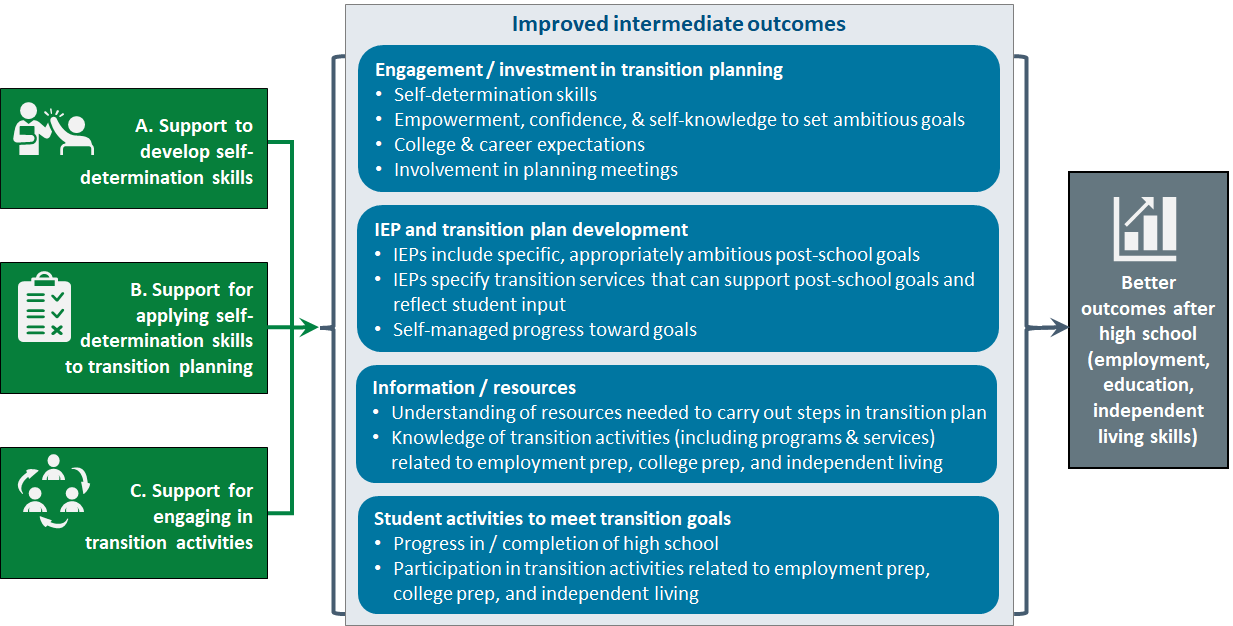 Improved intermediate outcomes
A. Support to
develop self-
determination skills
B. Support for
applying self-
determination skills
to transition planning
C. Support for
engaging in
transition activities
Engagement / investment in transition planning
• Self-determination skills
• Empowerment, confidence, & self-knowledge to set ambitious goals
• College & career expectations
• Involvement in planning meetings
IEP and transition plan development
• IEPs include specific, appropriately ambitious post-school goals
• IEPs specify transition services that can support post-school goals and
reflect student input
• Self-managed progress toward goals
Information / resources
• Understanding of resources needed to carry out steps in transition plan
• Knowledge of transition activities (including programs & services)
related to employment prep, college prep, and independent living
Student activities to meet transition goals
• Progress in / completion of high school
• Participation in transition activities related to employment prep,
college prep, and independent living
Better
outcomes after
high school
(employment,
education,
independent
living skills)